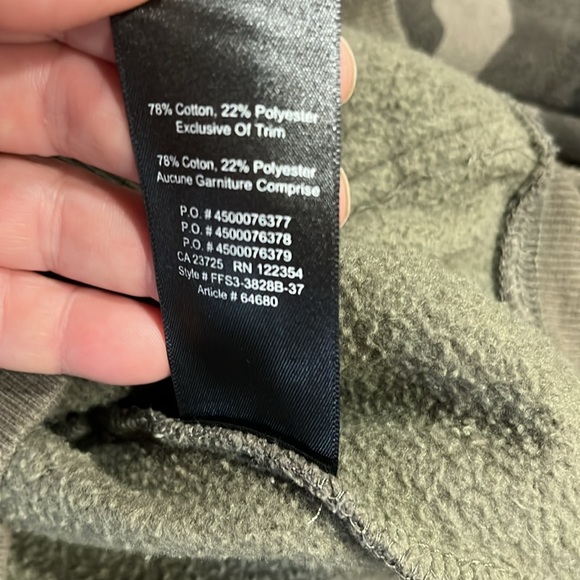 78% Cotton, 22% Polyester
Exclusive Of Trim
78% Coton, 22% Polyester
Aucune Garniture Comprise
P.O. # 4500076377
P.O. # 4500076378
P.O. # 4500076379
CA 23725 RN 122354
Style # FFS3-3828B-37
Article # 64680